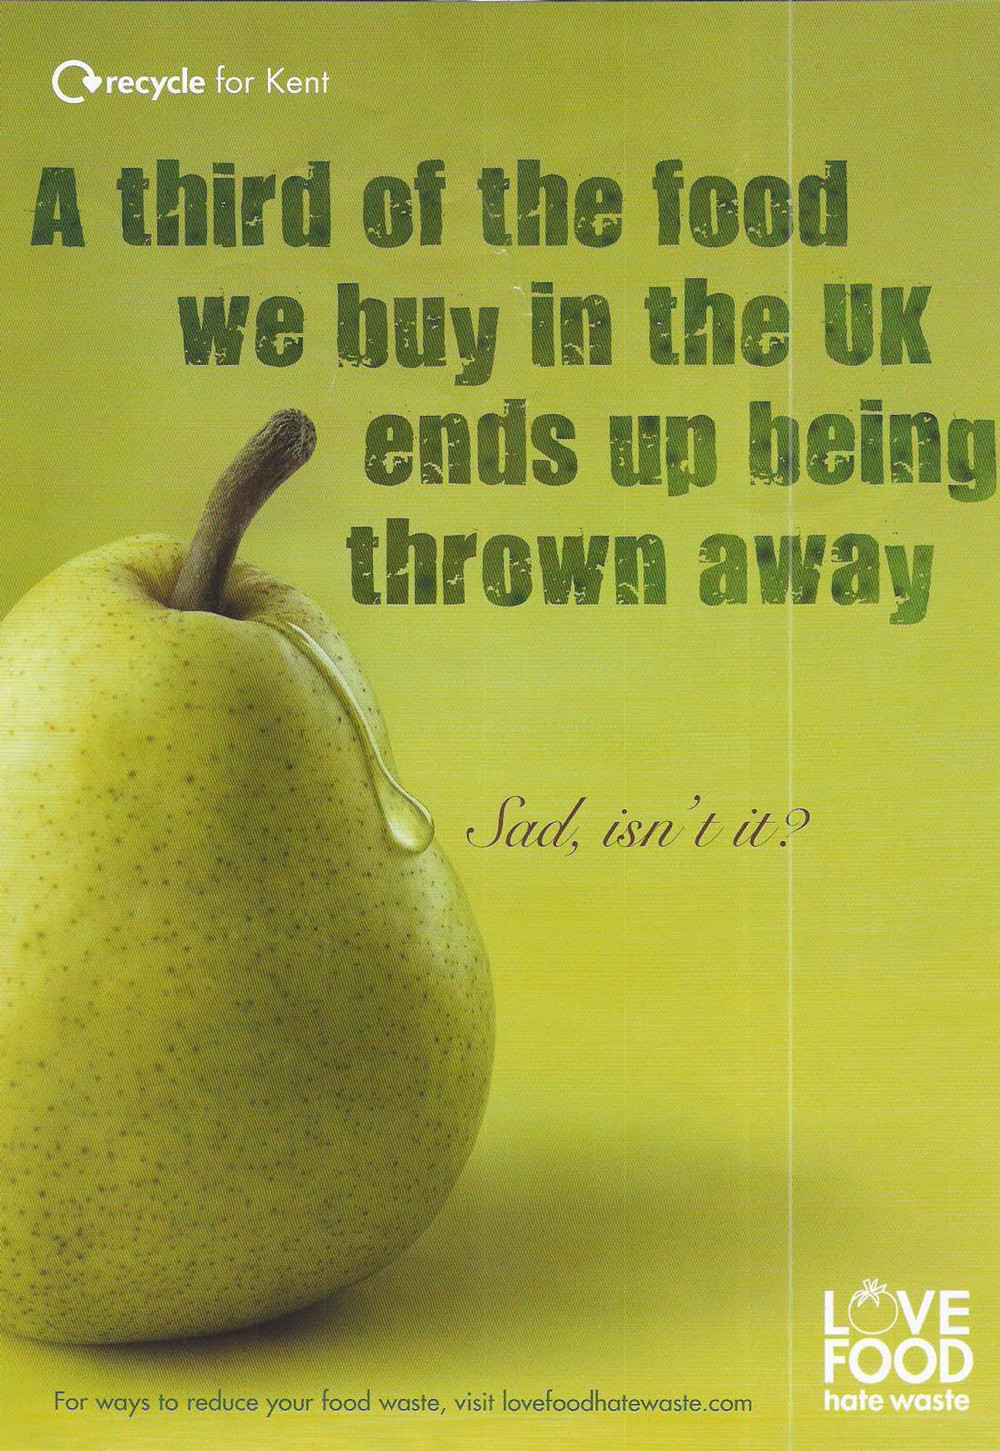 recycle for Kent
A third of the food
we buy in the UK
ends up being
thrown away
Sad, isn't it?
LOVE
FOOD
hate waste
For ways to reduce your food waste, visit lovefoodhatewaste.com